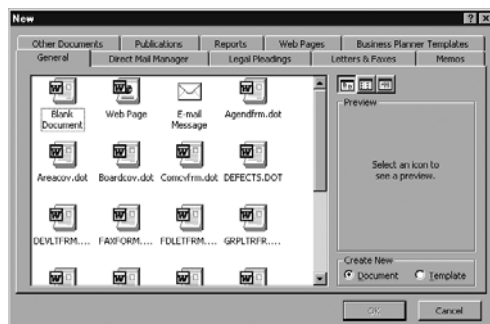 New
Other Documents Publications Reports Web Pages Business Planner Templates
General Direct Mail Manager Legal Pleadings Letters & Faxes Memos
Blank Document
Web Page
E-mail Message
Agendfrm.dot
Areacov.dot Boardcov.dot Comcvfrm.dot DEFECTS.DOT
DEVLTFRM.... FAXFORM.... FDLETFRM.... GRPLTRFR....
Preview
Select an icon to
see a preview.
Create New
Document Template
OK Cancel